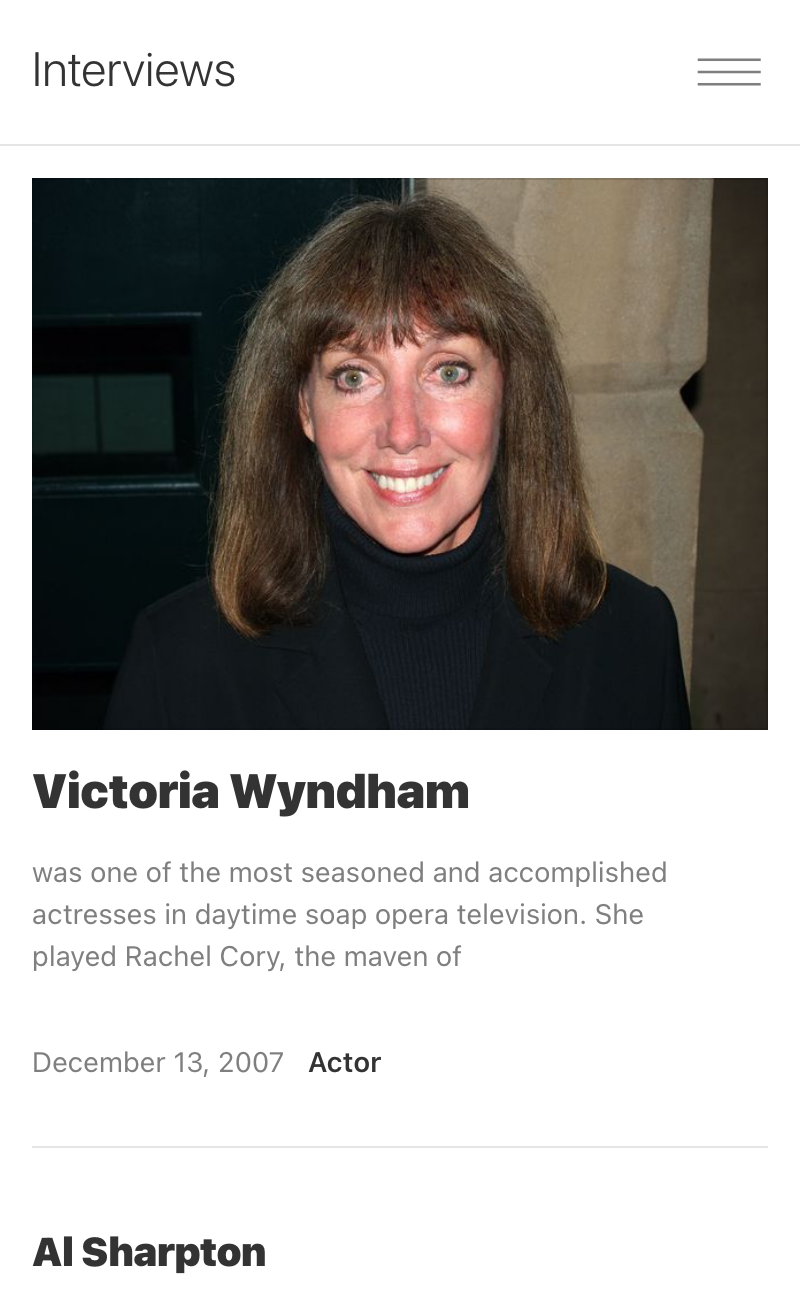 Interviews
Victoria Wyndham
was one of the most seasoned and accomplished
actresses in daytime soap opera television. She
played Rachel Cory, the maven of
December 13, 2007 Actor
Al Sharpton